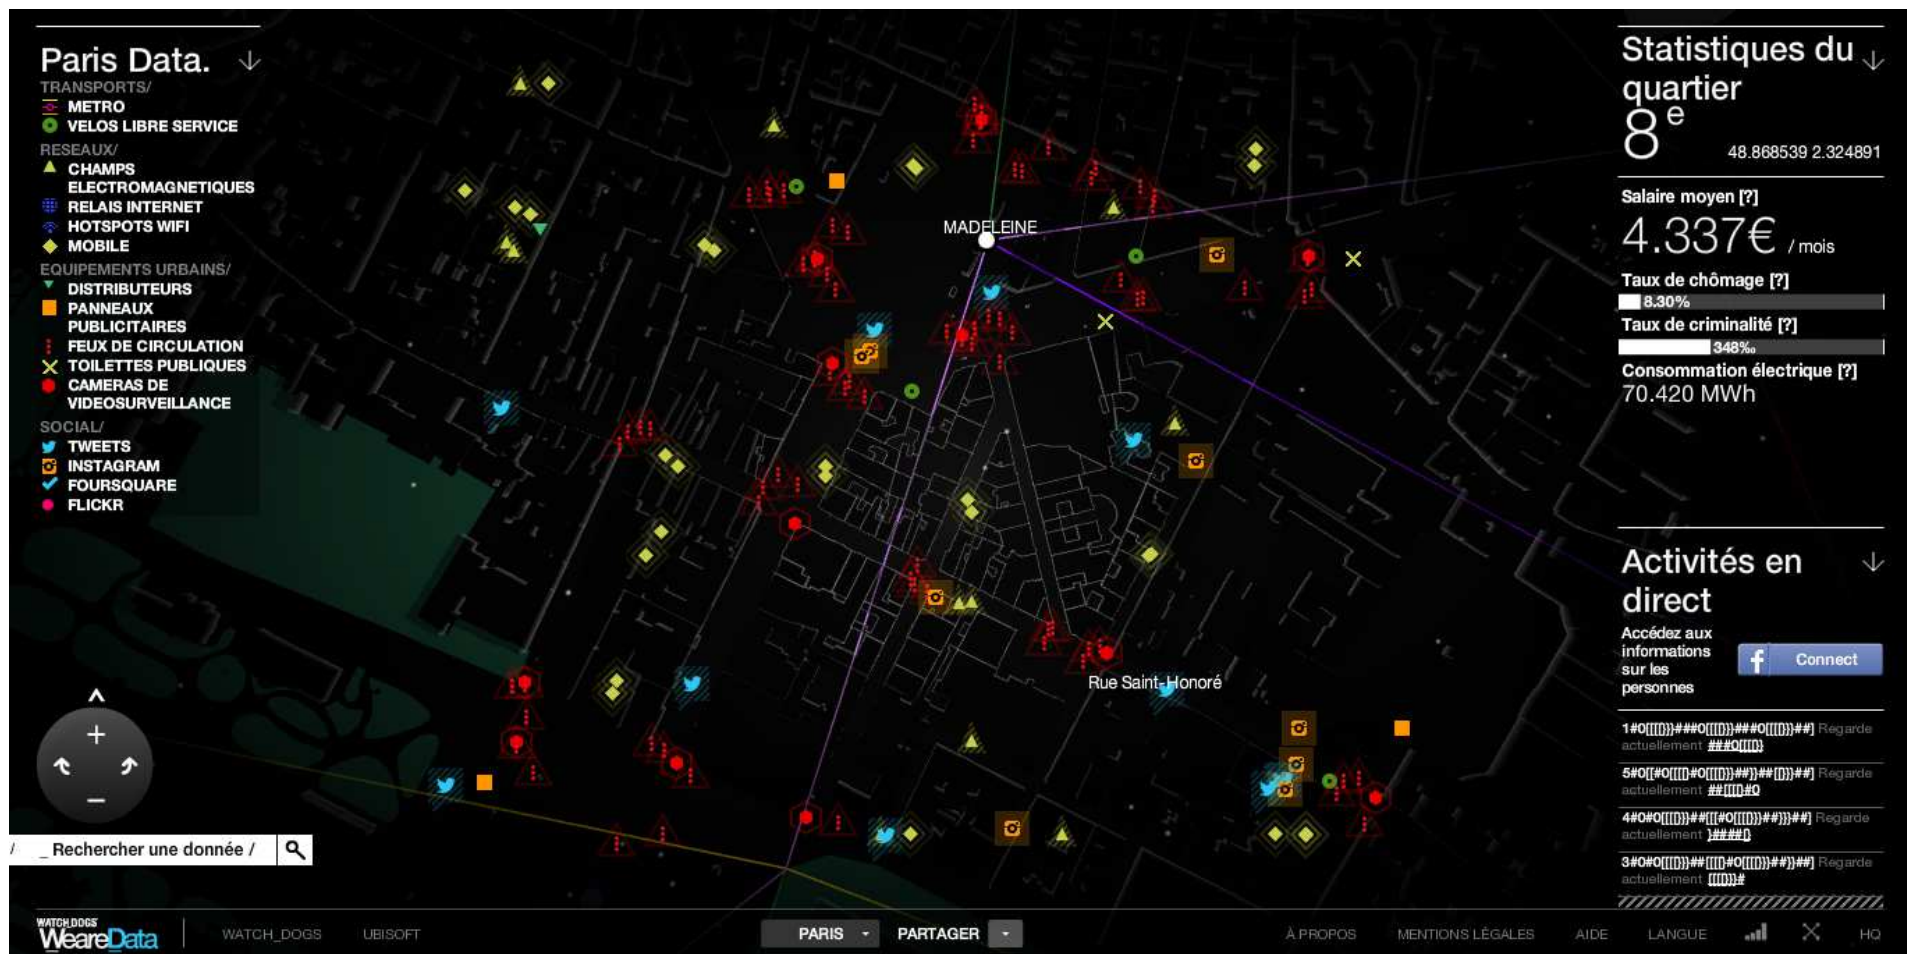 Paris Data.
TRANSPORTS/
METRO
VELOS LIBRE SERVICE
RESEAUX/
CHAMPS
ELECTROMAGNETIQUES
RELAIS INTERNET
HOTSPOTS WIFI
MOBILE
EQUIPEMENTS URBAINS/
DISTRIBUTEURS
PANNEAUX
PUBLICITAIRES
FEUX DE CIRCULATION
TOILETTES PUBLIQUES
CAMERAS DE
VIDEOSURVEILLANCE
SOCIAL/
TWEETS
INSTAGRAM
FOURSQUARE
FLICKR
MADELEINE
Rue Saint-Honoré
Statistiques du
quartier
8e
48.868539 2.324891
Salaire moyen [?]
4.337€ / mois
Taux de chômage [?]
8.30%
Taux de criminalité [?]
348‰
Consommation électrique [?]
70.420 MWh
Activités en
direct
Accédez aux
informations
sur les
personnes
f Connect
Regarde
actuellement
Regarde
actuellement
Regarde
actuellement
Regarde
actuellement
/ _ Rechercher une donnée /
WATCH_DOGS
WeareData
WATCH_DOGS UBISOFT PARIS PARTAGER À PROPOS MENTIONS LÉGALES AIDE LANGUE HQ